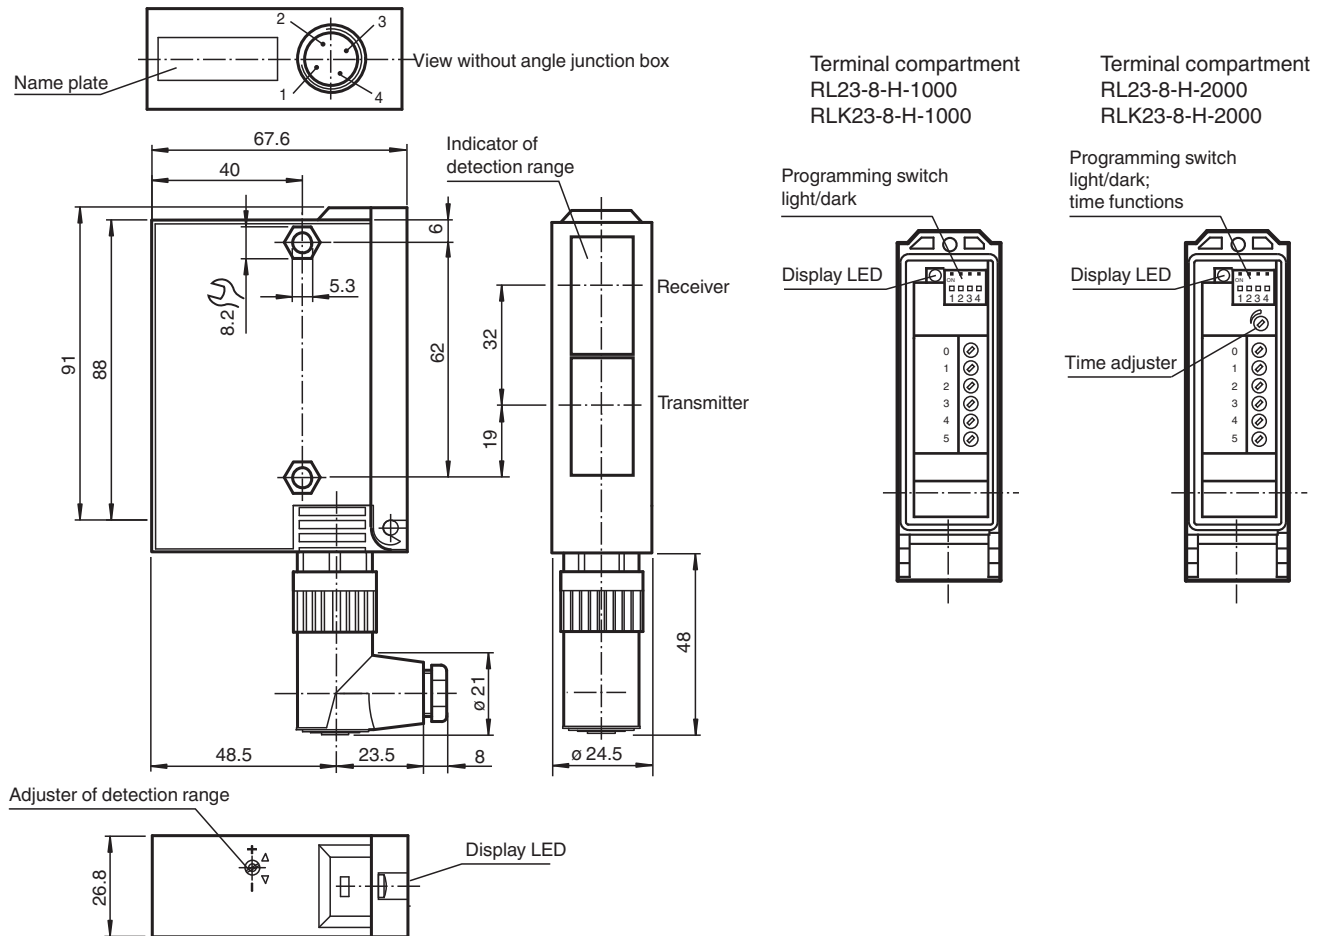 2
3
Name plate
1
4
View without angle junction box
Terminal compartment
RL23-8-H-1000
RLK23-8-H-1000
Terminal compartment
RL23-8-H-2000
RLK23-8-H-2000
67.6
40
Indicator of
detection range
Programming switch
light/dark
Programming switch
light/dark;
time functions
6
5.3
8.2
91
88
62
32
19
Receiver
Transmitter
Display LED
ON
1 2 3 4
0
1
2
3
4
5
Display LED
ON
1 2 3 4
Time adjuster
0
1
2
3
4
5
ø 21
48
48.5
23.5
8
ø 24.5
Adjuster of detection range
+
−
26.8
Display LED